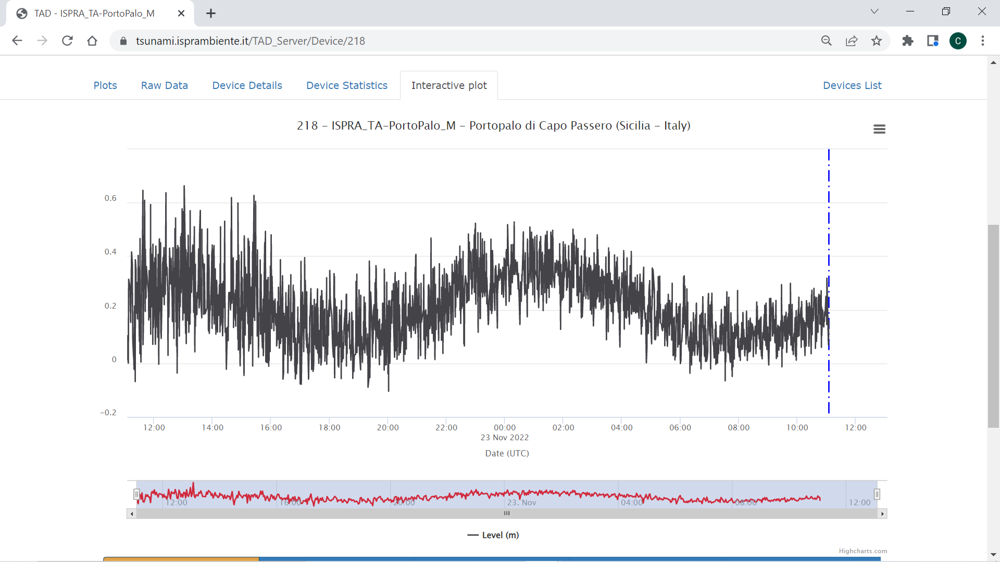 TAD - ISPRA_TA-PortoPalo_M
tsunami.isprambiente.it/TAD_Server/Device/218
C
Plots Raw Data Device Details Device Statistics Interactive plot Devices List
218 - ISPRA_TA-PortoPalo_M - Portopalo di Capo Passero (Sicilia - Italy)
0.6
0.4
0.2
0
-0.2
12:00 14:00 16:00 18:00 20:00 22:00 00:00 02:00 04:00 06:00 08:00 10:00 12:00
23 Nov 2022
Date (UTC)
12:00 16:00 20:00 23. Nov 04:00 08:00 12:00
Level (m)
Highcharts.com